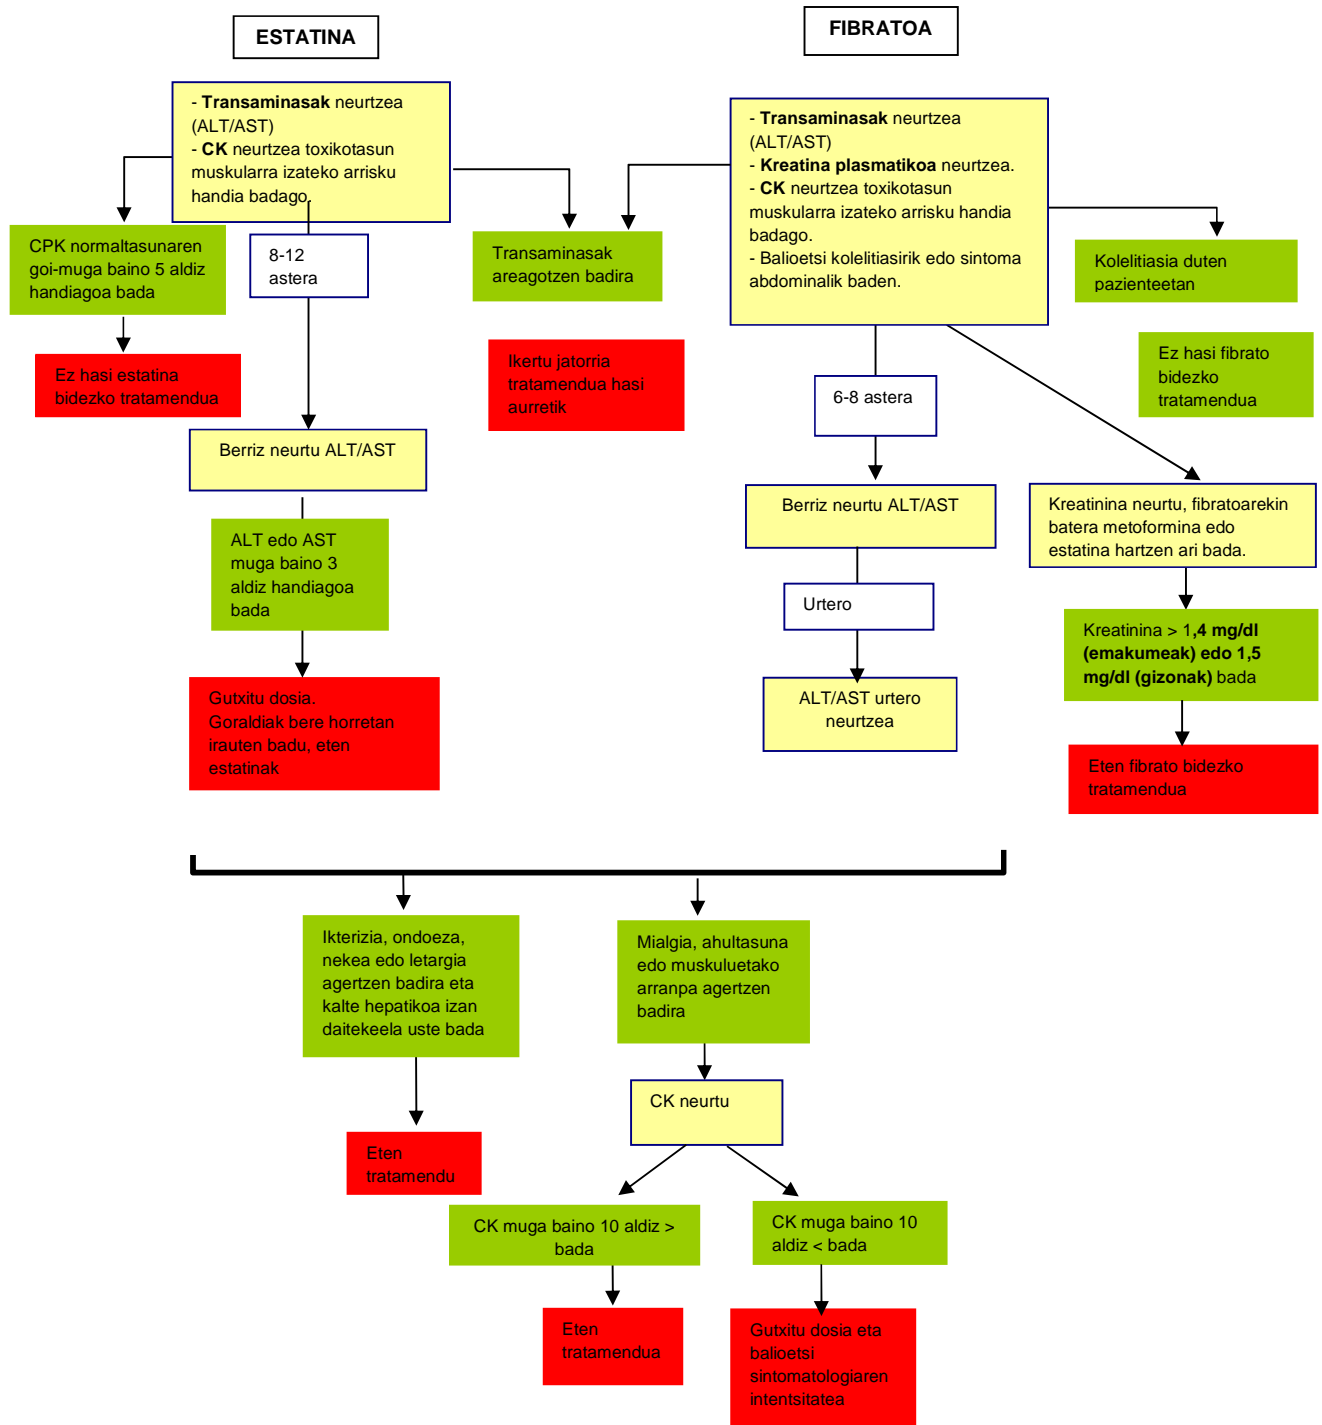 ESTATINA
FIBRATOA
- Transaminasak neurtzea
(ALT/AST)
- CK neurtzea toxikotasun
muskularra izateko arrisku
handia badago.
- Transaminasak neurtzea
(ALT/AST)
- Kreatina plasmatikoa neurtzea.
- CK neurtzea toxikotasun
muskularra izateko arrisku handia
badago.
- Balioetsi kolelitiasirik edo sintoma
abdominalik baden.
CPK normaltasunaren
goi-muga baino 5 aldiz
handiagoa bada
8-12
astera
Transaminasak
areagotzen badira
Kolelitiasia duten
pazienteetan
Ez hasi estatina
bidezko tratamendua
Ikertu jatorria
tratamendua hasi
aurretik
Ez hasi fibrato
bidezko
tratamendua
6-8 astera
Berriz neurtu ALT/AST
Berriz neurtu ALT/AST
Kreatinina neurtu, fibratoarekin
batera metoformina edo
estatina hartzen ari bada.
ALT edo AST
muga baino 3
aldiz handiagoa
bada
Urtero
Kreatinina > 1,4 mg/dl
(emakumeak) edo 1,5
mg/dl (gizonak) bada
Gutxitu dosia.
Goraldiak bere horretan
irauten badu, eten
estatinak
ALT/AST urtero
neurtzea
Eten fibrato bidezko
tratamendua
Ikterizia, ondoeza,
nekea edo letargia
agertzen badira eta
kalte hepatikoa izan
daitekeela uste bada
Mialgia, ahultasuna
edo muskuluetako
arranpa agertzen
badira
CK neurtu
Eten
tratamendu
CK muga baino 10 aldiz >
bada
CK muga baino 10
aldiz < bada
Eten
tratamendua
Gutxitu dosia eta
balioetsi
sintomatologiaren
intentsitatea